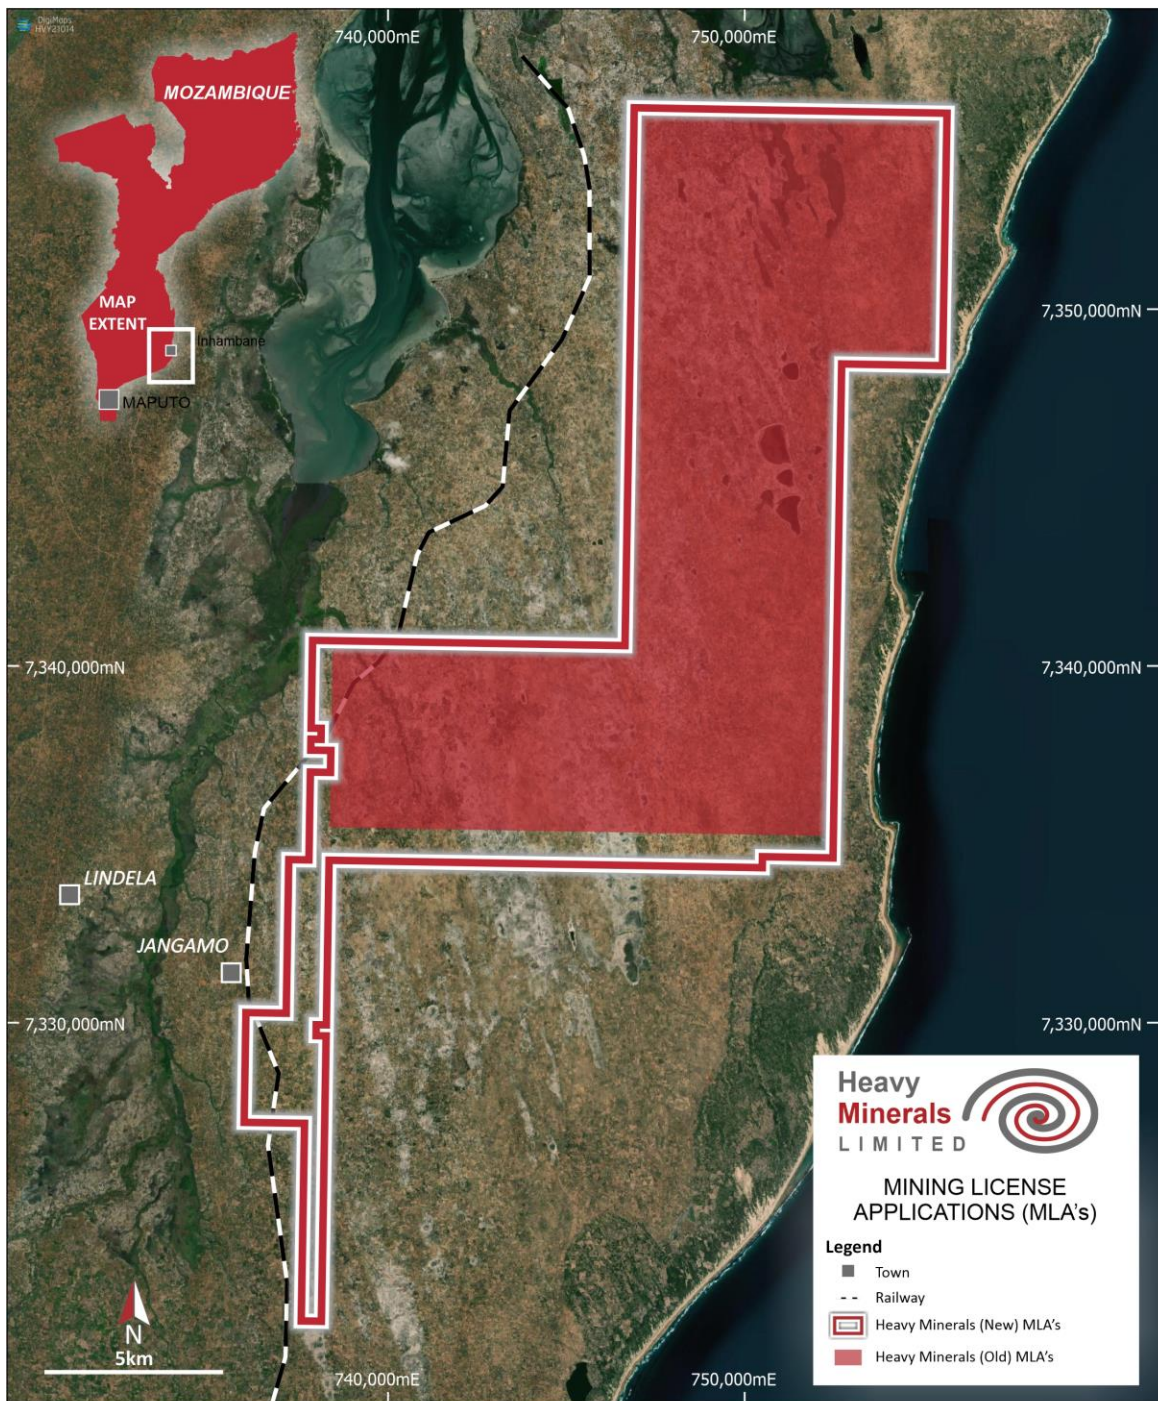 DigiMaps
HVY21014
740,000mE
750,000mE
MOZAMBIQUE
MAP
EXTENT
Inhambane
MAPUTO
7,350,000mN
7,340,000mN
7,340,000mN
LINDELA
JANGAMO
7,330,000mN
7,330,000mN
Heavy
Minerals
LIMITED
MINING LICENSE
APPLICATIONS (MLA's)
Legend
Town
Railway
Heavy Minerals (New) MLA's
Heavy Minerals (Old) MLA's
N
5km
740,000mE
750,000mE